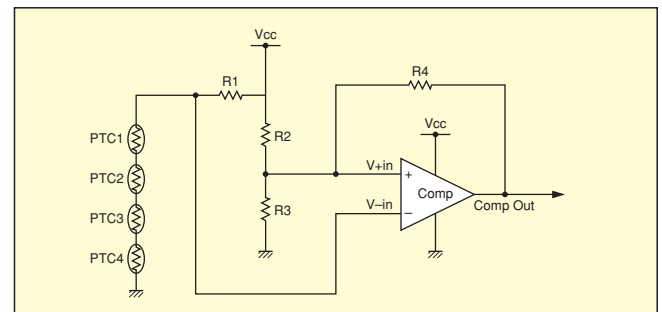 Vcc
R1
R4
PTC1
R2
Vcc
PTC2
V+in
+
Comp
Comp Out
PTC3
R3
V–in
–
PTC4